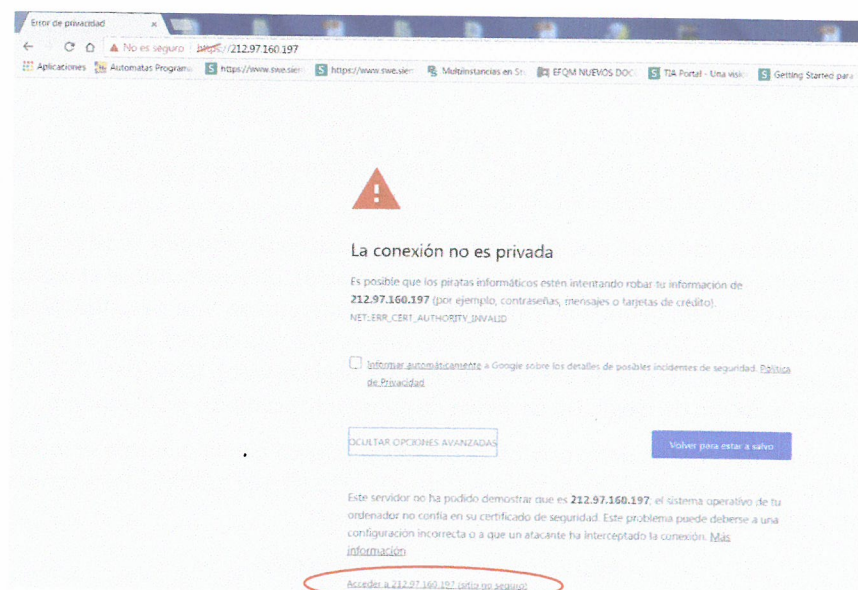 Error de privacidad
No es seguro | https://212.97.160.197
Aplicaciones Automatas Program S https://www.swe.siem S https://www.swe.siem Multiinstancias en St EFQM NUEVOS DOC S TIA Portal - Una visió S Getting Started para
La conexión no es privada
Es posible que los piratas informáticos estén intentando robar tu información de
212.97.160.197 (por ejemplo, contraseñas, mensajes o tarjetas de crédito).
NET::ERR_CERT_AUTHORITY_INVALID
Informar automáticamente a Google sobre los detalles de posibles incidentes de seguridad. Política
de Privacidad
OCULTAR OPCIONES AVANZADAS
Volver para estar a salvo
Este servidor no ha podido demostrar que es 212.97.160.197; el sistema operativo de tu
ordenador no confía en su certificado de seguridad. Este problema puede deberse a una
configuración incorrecta o a que un atacante ha interceptado la conexión. Más
información
Acceder a 212.97.160.197 (sitio no seguro)